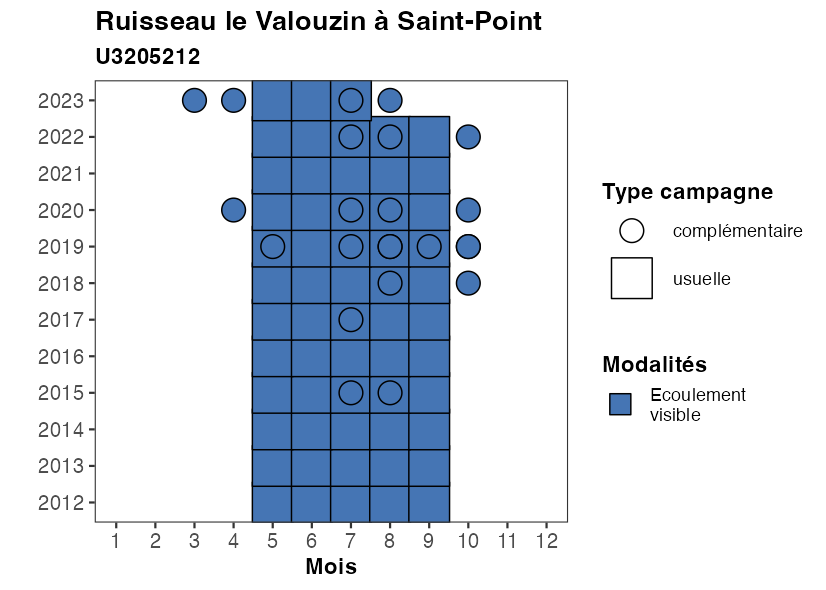 Ruisseau le Valouzin à Saint-Point
U3205212
2023
2022
2021
2020
2019
2018
2017
2016
2015
2014
2013
2012
1 2 3 4 5 6 7 8 9 10 11 12
Mois
Type campagne
complémentaire
usuelle
Modalités
Ecoulement
visible